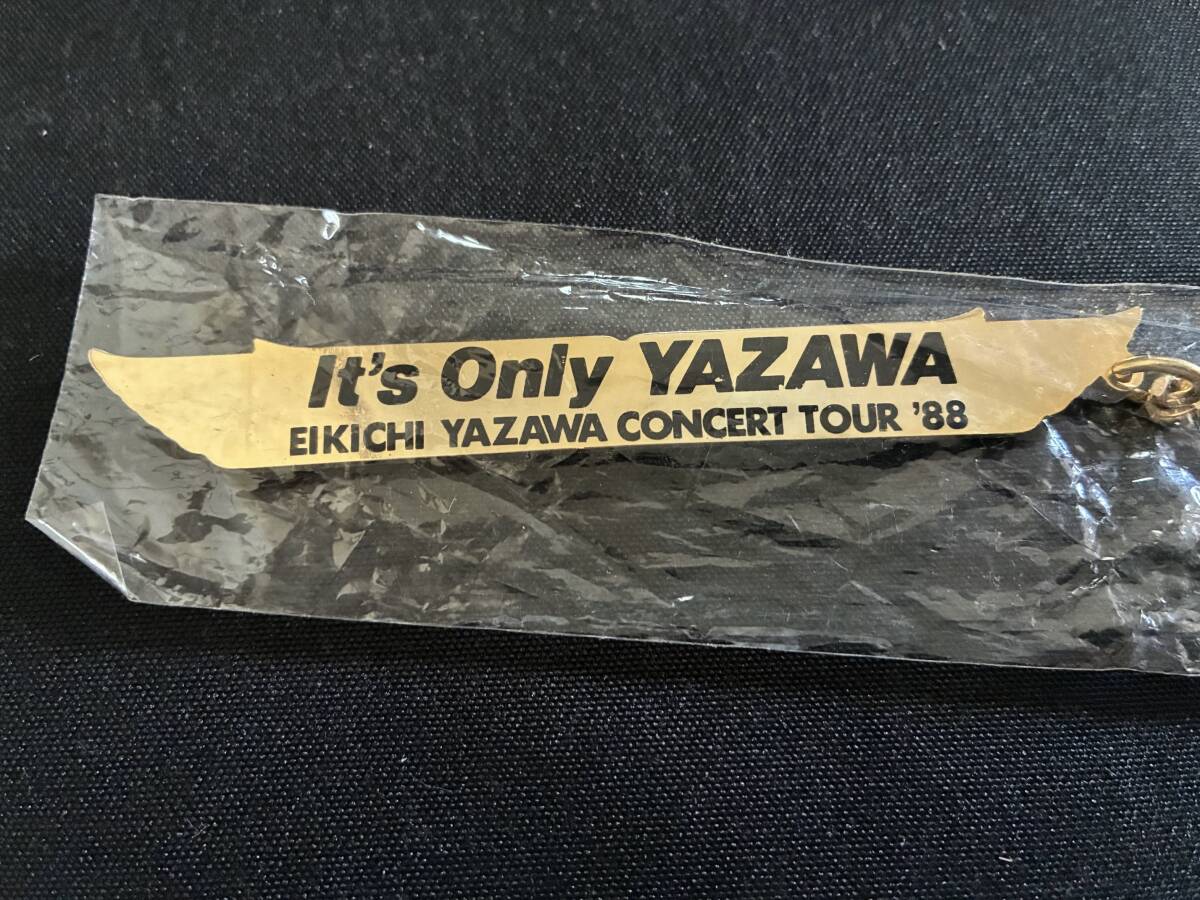 It's Only YAZAWA
EIKICHI YAZAWA CONCERT TOUR '88